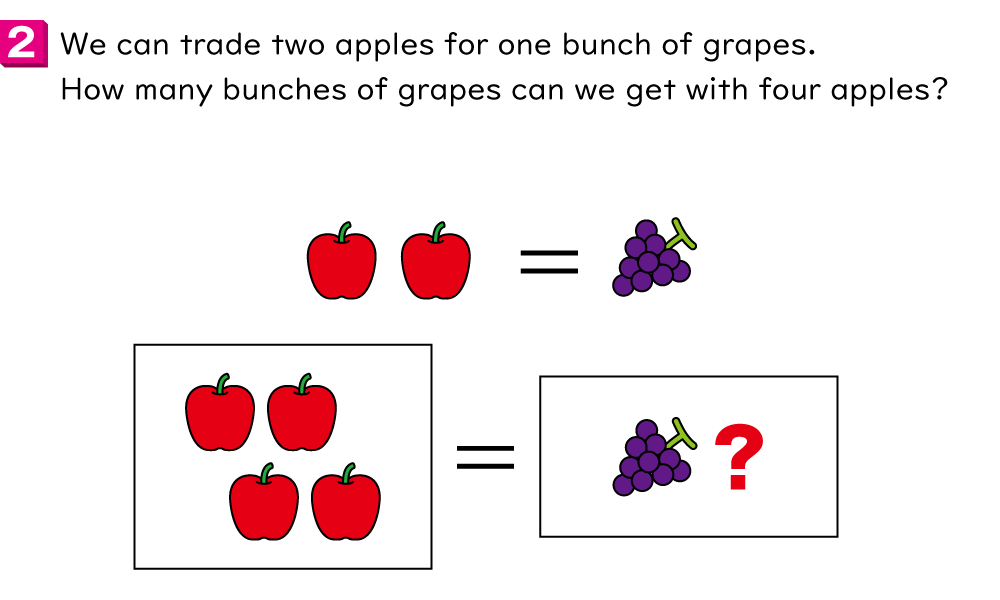 2 We can trade two apples for one bunch of grapes.
How many bunches of grapes can we get with four apples?
=
= ?